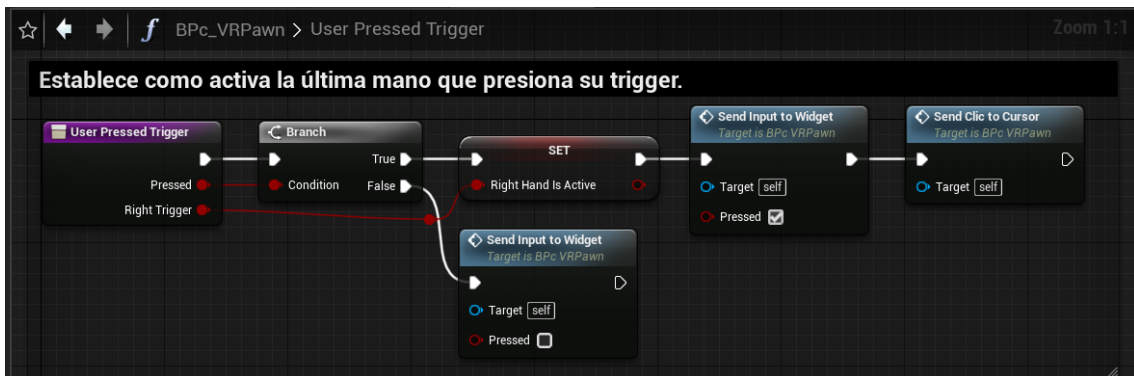 BPc_VRPawn > User Pressed Trigger
Zoom 1:1
Establece como activa la última mano que presiona su trigger.
User Pressed Trigger
Pressed
Right Trigger
Branch
True
Condition
False
SET
Right Hand Is Active
Send Input to Widget
Target is BPc VRPawn
Target self
Pressed
Send Clic to Cursor
Target is BPc VRPawn
Target self
Send Input to Widget
Target is BPc VRPawn
Target self
Pressed